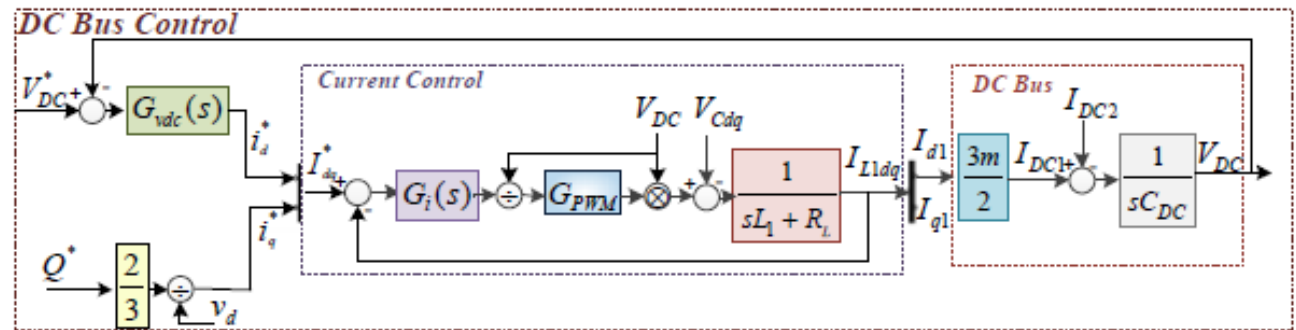 DC Bus Control
Current Control
DC Bus
V*DC + -
Gvdc(s)
i*d
I*dq + -
Gi(s)
÷
GPWM
VDC
⊗
VCdq
+ -
1
sL1 + RL
IL1dq
Id1
Iq1
3m
2
IDC1 + -
IDC2
1
sCDC
VDC
i*q
Q*
2
3
÷
vd